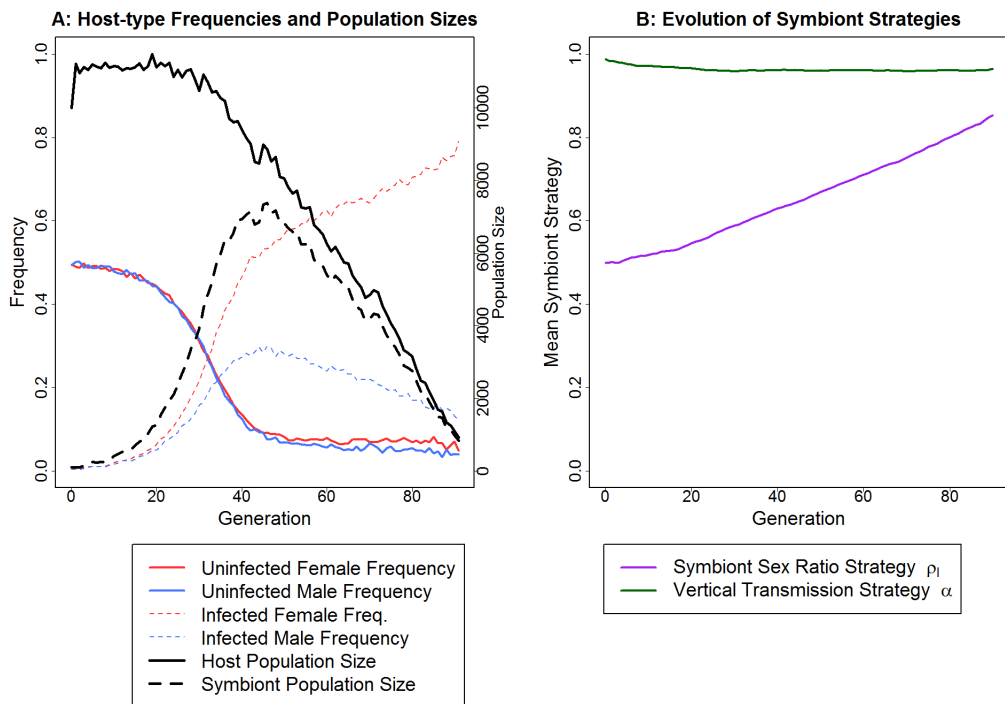 A: Host-type Frequencies and Population Sizes
Frequency
1.0
0.8
0.6
0.4
0.2
0.0
0
20
40
60
80
Generation
10000
8000
6000
4000
2000
0
Population Size
Uninfected Female Frequency
Uninfected Male Frequency
Infected Female Freq.
Infected Male Frequency
Host Population Size
Symbiont Population Size
B: Evolution of Symbiont Strategies
Mean Symbiont Strategy
1.0
0.8
0.6
0.4
0.2
0.0
0
20
40
60
80
Generation
Symbiont Sex Ratio Strategy ρI
Vertical Transmission Strategy α